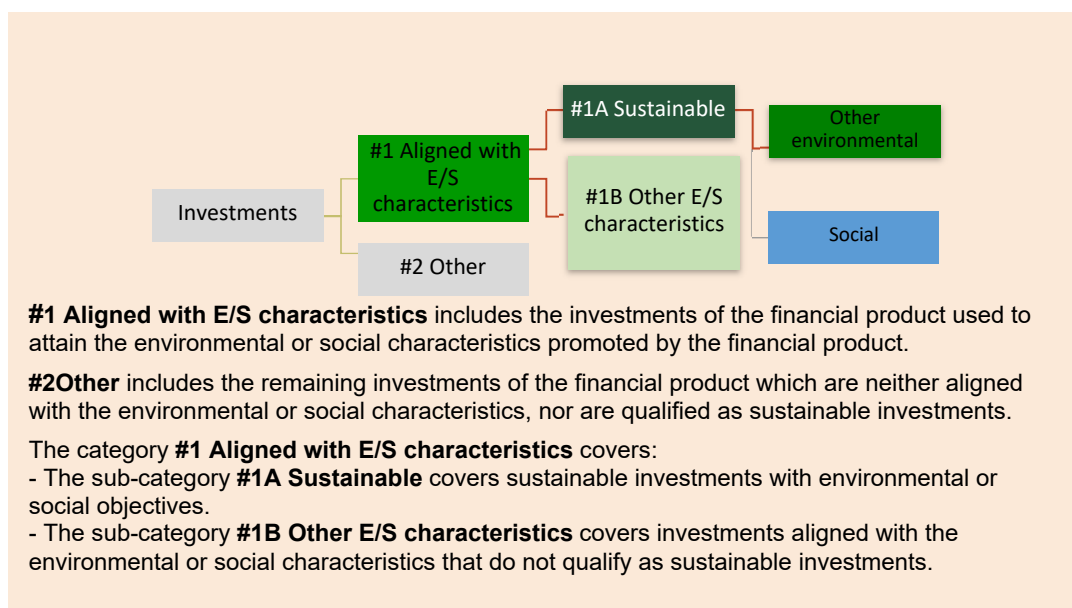 #1A Sustainable
Other
environmental
#1 Aligned with
E/S
characteristics
#1B Other E/S
characteristics
Investments
Social
#2 Other
#1 Aligned with E/S characteristics includes the investments of the financial product used to
attain the environmental or social characteristics promoted by the financial product.
#2Other includes the remaining investments of the financial product which are neither aligned
with the environmental or social characteristics, nor are qualified as sustainable investments.
The category #1 Aligned with E/S characteristics covers:
- The sub-category #1A Sustainable covers sustainable investments with environmental or
social objectives.
- The sub-category #1B Other E/S characteristics covers investments aligned with the
environmental or social characteristics that do not qualify as sustainable investments.